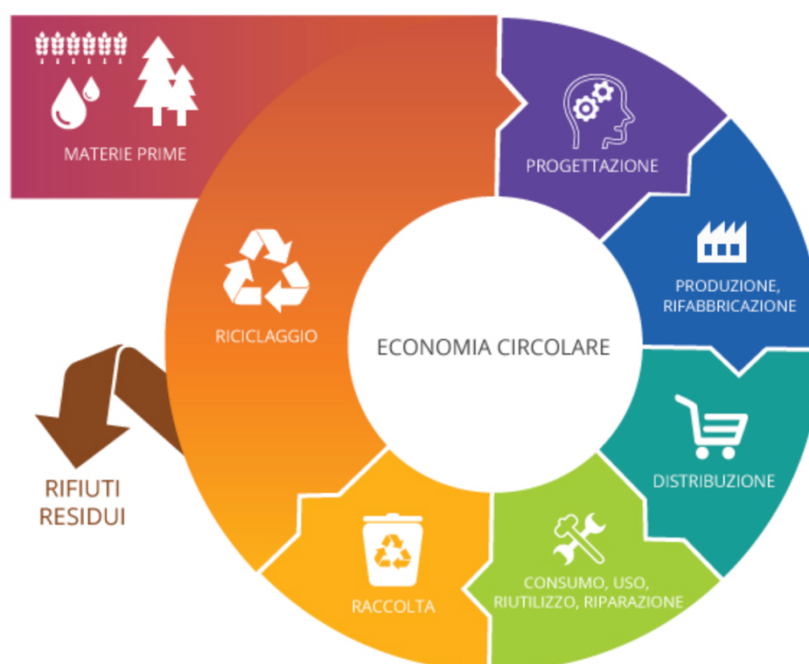 MATERIE PRIME
PROGETTAZIONE
PRODUZIONE,
RIFABBRICAZIONE
RICICLAGGIO
ECONOMIA CIRCOLARE
DISTRIBUZIONE
RIFIUTI
RESIDUI
CONSUMO, USO,
RIUTILIZZO, RIPARAZIONE
RACCOLTA